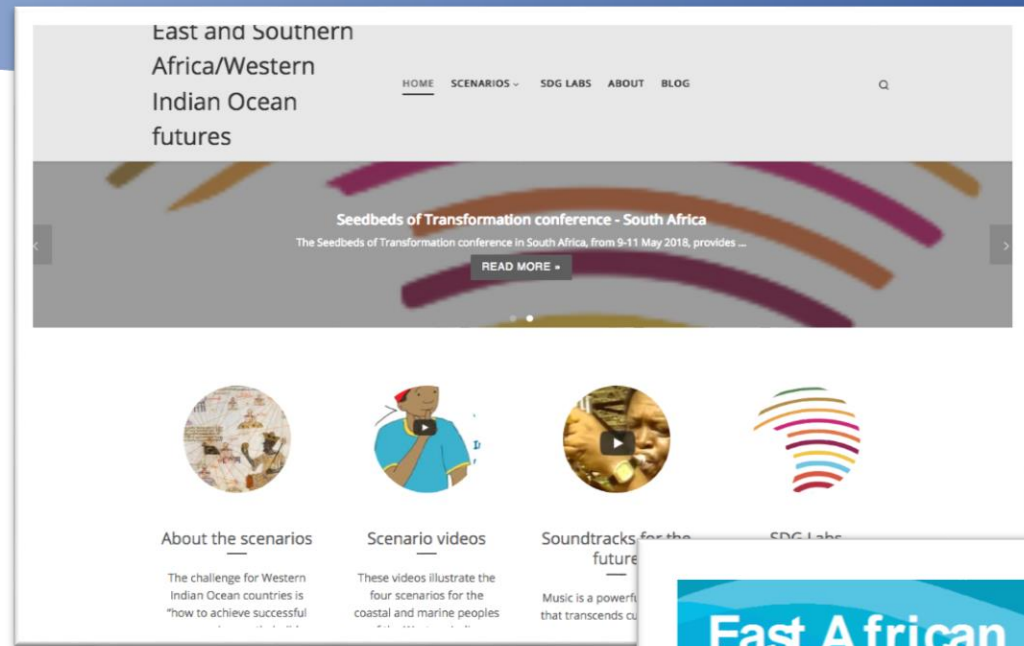 East and Southern
Africa/Western
Indian Ocean
futures
HOME SCENARIOS SDG LABS ABOUT BLOG
Seedbeds of Transformation conference - South Africa
The Seedbeds of Transformation conference in South Africa, from 9-11 May 2018, provides ...
READ MORE »
About the scenarios
The challenge for Western
Indian Ocean countries is
"how to achieve successful
Scenario videos
These videos illustrate the
four scenarios for the
coastal and marine peoples
Soundtracks for the
future
Music is a powerf
that transcends cu
SDG Labs
East African